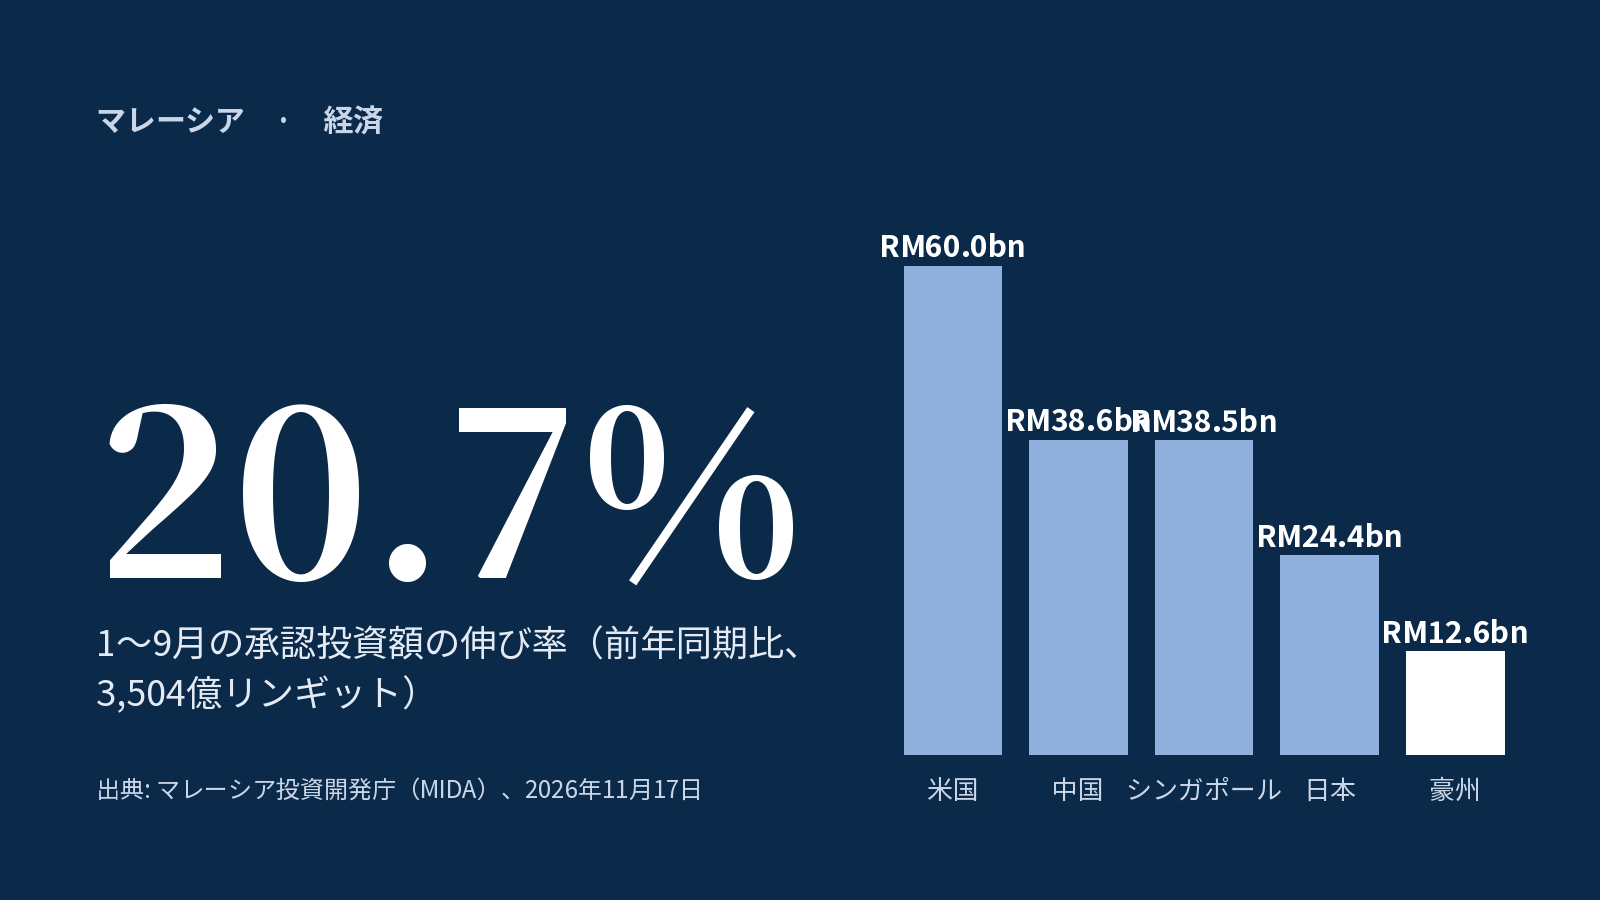 マレーシア · 経済
20.7%
1〜9月の承認投資額の伸び率（前年同期比、
3,504億リンギット）
出典: マレーシア投資開発庁（MIDA）、2026年11月17日
RM60.0bn
RM38.6bn
RM38.5bn
RM24.4bn
RM12.6bn
米国
中国
シンガポール
日本
豪州